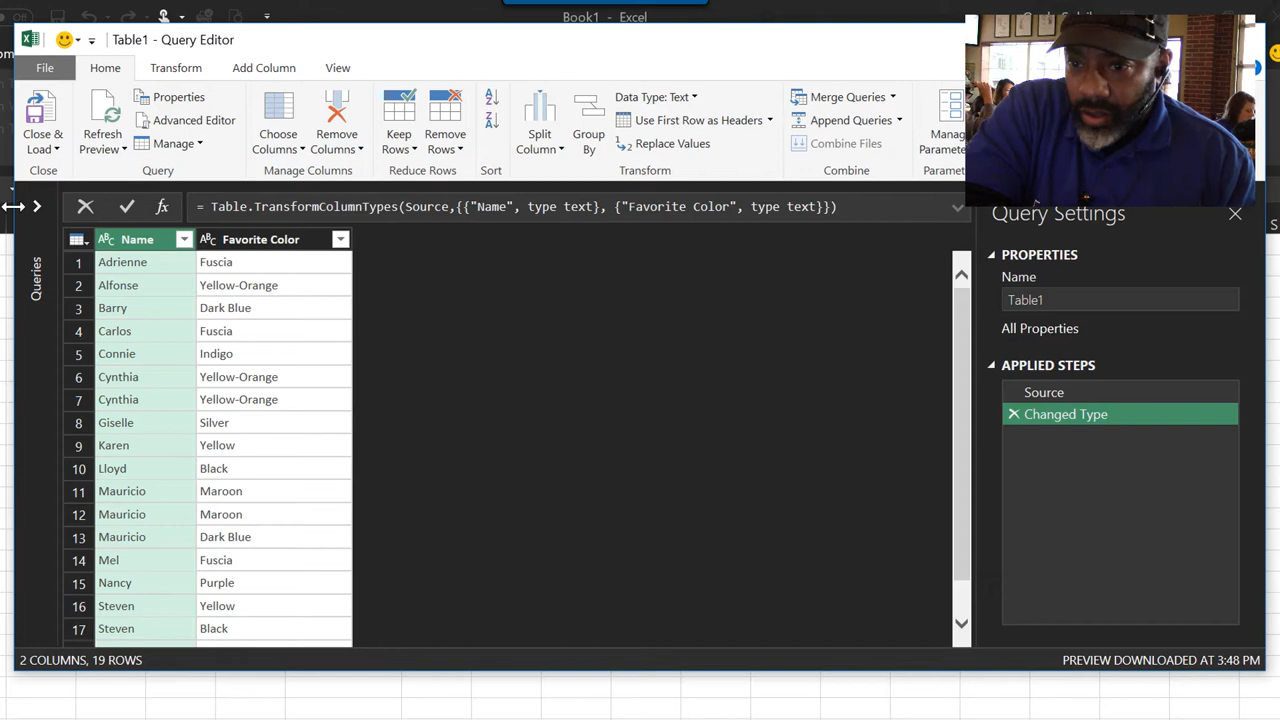 Book1 - Excel
Table1 - Query Editor
File Home Transform Add Column View
Close & Load
Refresh Preview
Properties
Advanced Editor
Manage
Choose Columns
Remove Columns
Keep Rows
Remove Rows
Split Column
Group By
Data Type: Text
Use First Row as Headers
Replace Values
Merge Queries
Append Queries
Combine Files
Close Query Manage Columns Reduce Rows Sort Transform Combine
= Table.TransformColumnTypes(Source,{{"Name", type text}, {"Favorite Color", type text}})
Queries
Name Favorite Color
1 Adrienne Fuscia
2 Alfonse Yellow-Orange
3 Barry Dark Blue
4 Carlos Fuscia
5 Connie Indigo
6 Cynthia Yellow-Orange
7 Cynthia Yellow-Orange
8 Giselle Silver
9 Karen Yellow
10 Lloyd Black
11 Mauricio Maroon
12 Mauricio Maroon
13 Mauricio Dark Blue
14 Mel Fuscia
15 Nancy Purple
16 Steven Yellow
17 Steven Black
Query Settings
PROPERTIES
Name
Table1
All Properties
APPLIED STEPS
Source
Changed Type
2 COLUMNS, 19 ROWS
PREVIEW DOWNLOADED AT 3:48 PM